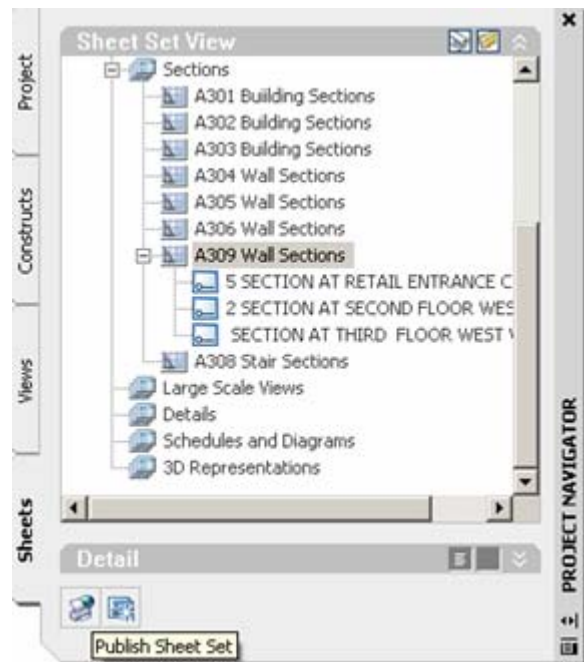 Sheet Set View
Sections
A301 Buiilding Sections
A302 Building Sections
A303 Building Sections
A304 Wall Sections
A305 Wall Sections
A306 Wall Sections
A309 Wall Sections
5 SECTION AT RETAIL ENTRANCE C
2 SECTION AT SECOND FLOOR WES
SECTION AT THIRD FLOOR WEST
A308 Stair Sections
Large Scale Views
Details
Schedules and Diagrams
3D Representations
Detail
Publish Sheet Set
Project
Constructs
Views
Sheets
PROJECT NAVIGATOR